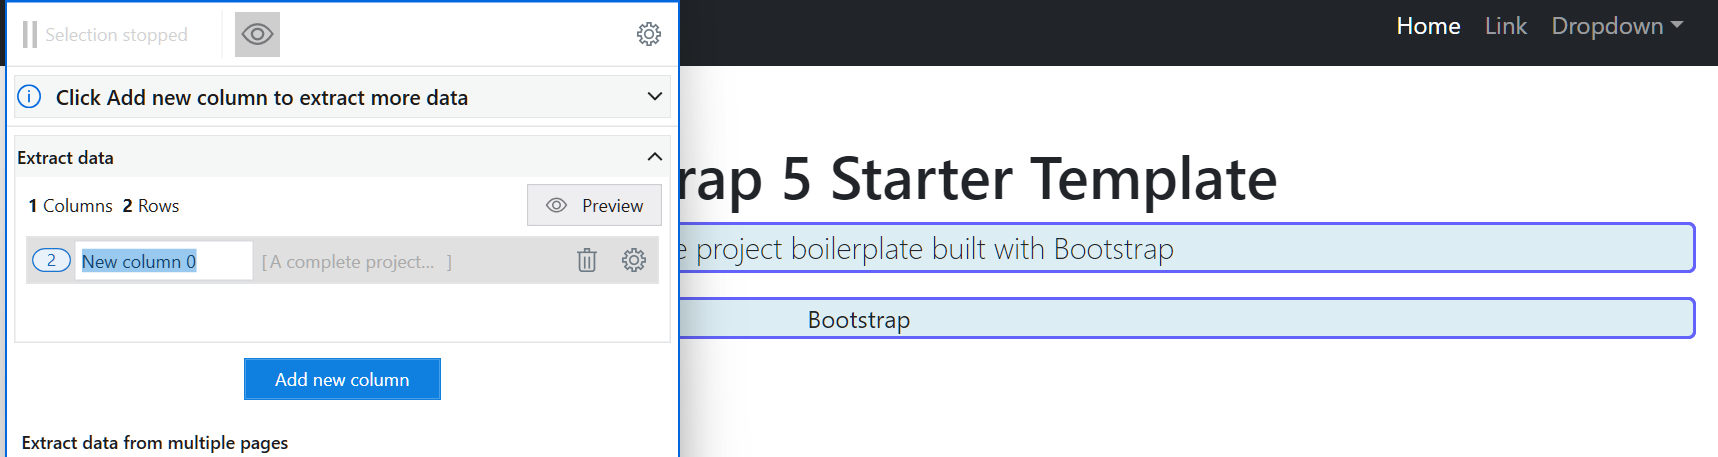 Selection stopped
Home Link Dropdown
Click Add new column to extract more data
Extract data
1 Columns 2 Rows
Preview
2 New column 0 [ A complete project... ]
Add new column
Extract data from multiple pages
rap 5 Starter Template
e project boilerplate built with Bootstrap
Bootstrap